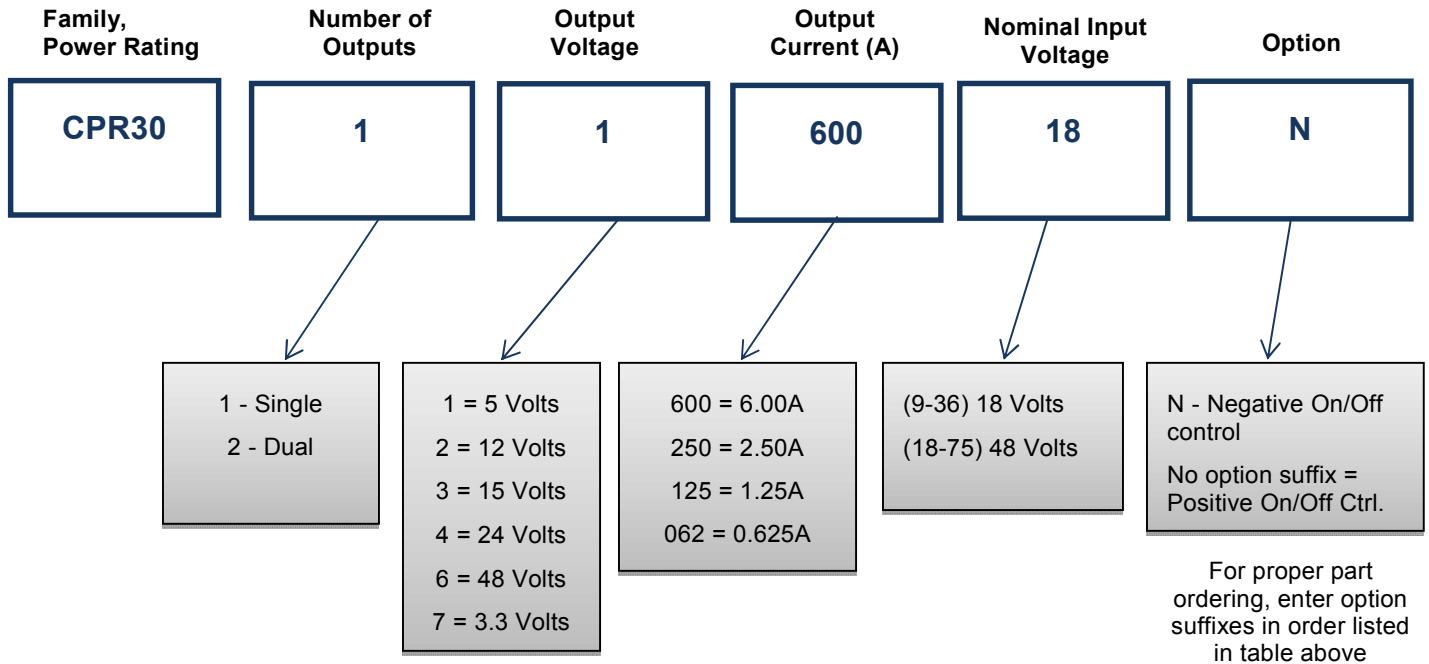 Family,
Power Rating
Number of
Outputs
Output
Voltage
Output
Current (A)
Nominal Input
Voltage
Option
CPR30
1
1
600
18
N
1 - Single
2 - Dual
1 = 5 Volts
2 = 12 Volts
3 = 15 Volts
4 = 24 Volts
6 = 48 Volts
7 = 3.3 Volts
600 = 6.00A
250 = 2.50A
125 = 1.25A
062 = 0.625A
(9-36) 18 Volts
(18-75) 48 Volts
N - Negative On/Off
control
No option suffix =
Positive On/Off Ctrl.
For proper part
ordering, enter option
suffixes in order listed
in table above